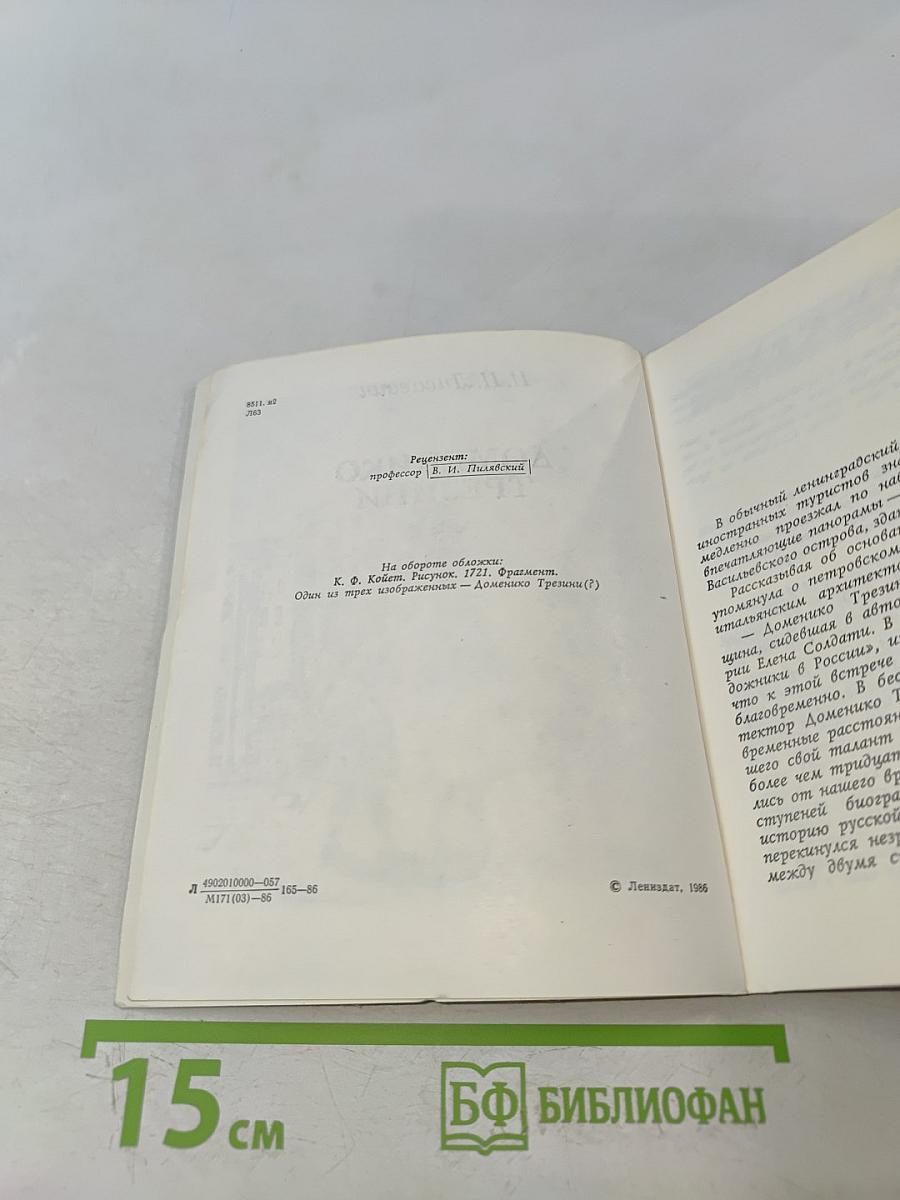 8511. н2
Л63
Рецензент:
профессор В. И. Пилявский
На обороте обложки:
К. Ф. Койет. Рисунок. 1721. Фрагмент.
Один из трех изображенных — Доменико Трезини(?)
Л 4902010000—057
М171(03)—86
165—86
© Лениздат, 1986
В обычный ленинградский
иностранных туристов
медленно проезжал по
впечатляющие панорамы —
Васильевского острова,
Рассказывая об
упомянула о петровском
итальянским
— Доменико
щина, сидевшая в
рии Елена Солдати. В
дожники в России»,
что к этой встрече
благовременно. В
тектор Доменико
временные
шего свой талант
более чем
лись от нашего
ступеней
историю русской
перекинулся
между двумя
15 см
БФ БИБЛИОФАН